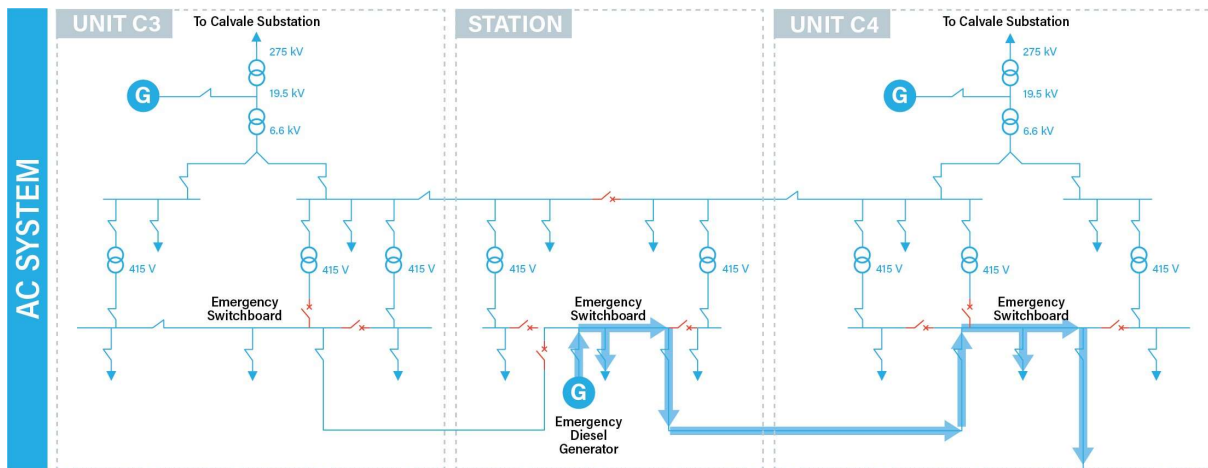 AC SYSTEM
UNIT C3
To Calvale Substation
275 kV
G
19.5 kV
6.6 kV
415 V
415 V
415 V
Emergency
Switchboard
STATION
415 V
415 V
Emergency
Switchboard
G
Emergency
Diesel
Generator
UNIT C4
To Calvale Substation
275 kV
G
19.5 kV
6.6 kV
415 V
415 V
415 V
Emergency
Switchboard